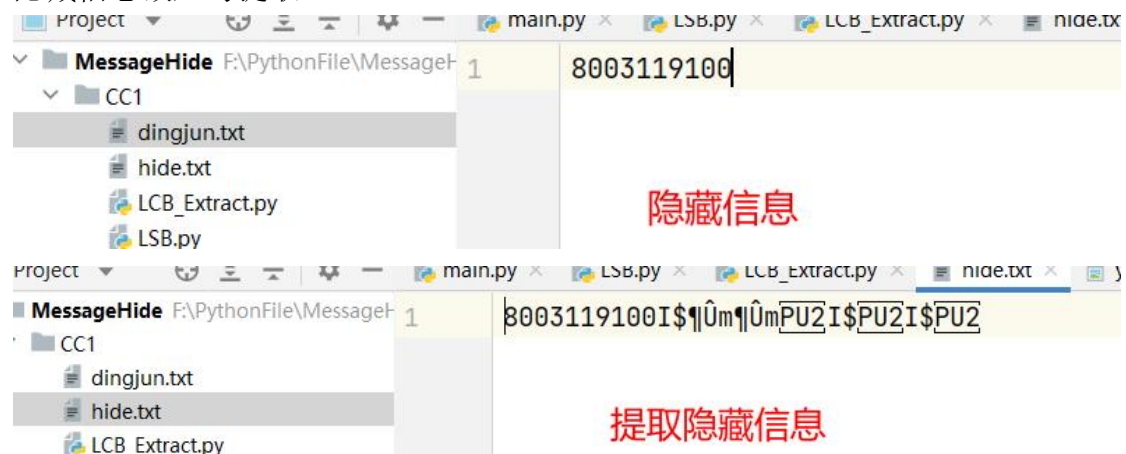 Project main.py LSB.py LCB_Extract.py hide.tx
MessageHide F:\PythonFile\MessageH 1 8003119100
CC1
dingjun.txt
hide.txt
LCB_Extract.py
隐藏信息
LSB.py
Project main.py LSB.py LCB_Extract.py hide.txt y
MessageHide F:\PythonFile\MessageH 1 8003119100I$¶Ûm¶ÛmPU2I$PU2I$PU2
CC1
dingjun.txt
hide.txt
提取隐藏信息
LCB_Extract.py